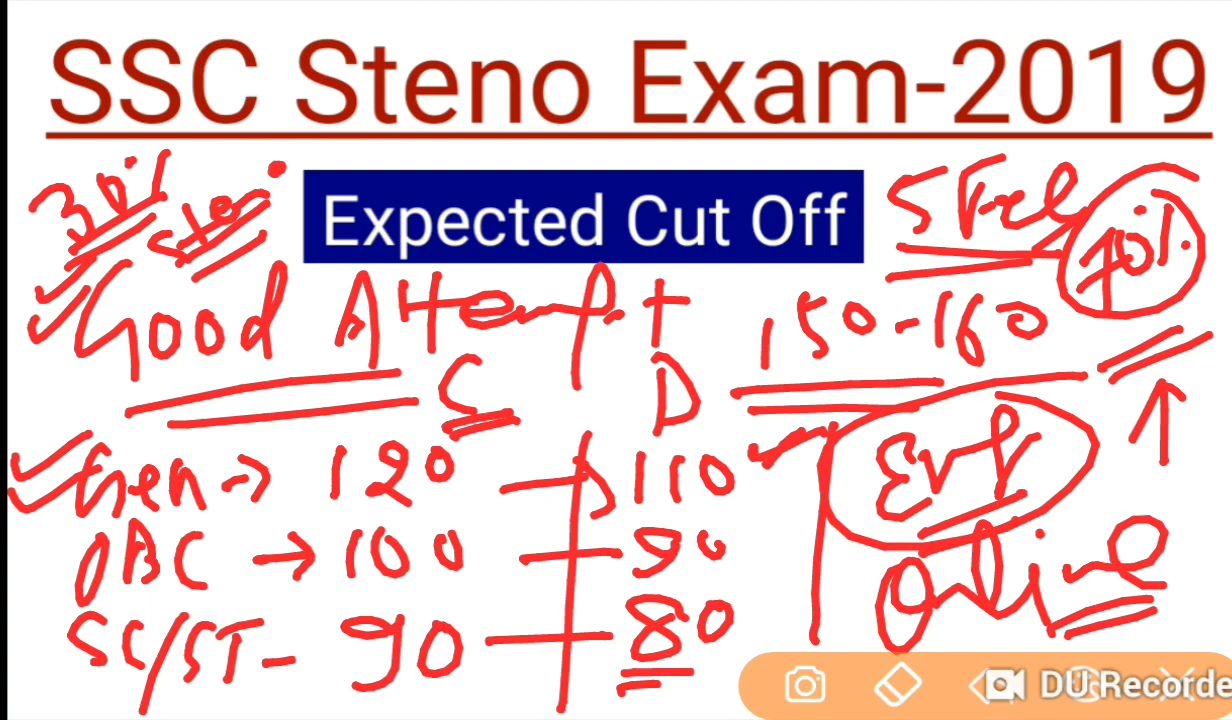 SSC Steno Exam-2019
Expected Cut Off
30%
Good Attempt 150-160
C D
Gen → 120 → 110
OBC → 100 — 90
SC/ST - 90 — 80
Online
DU Recorde